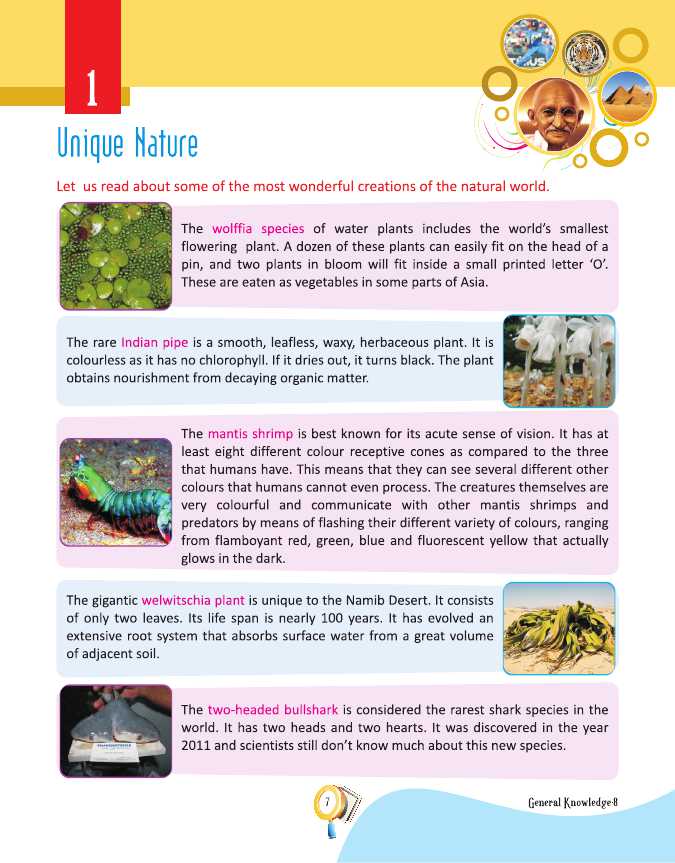 1
Unique Nature
Let us read about some of the most wonderful creations of the natural world.
The wolffia species of water plants includes the world's smallest
flowering plant. A dozen of these plants can easily fit on the head of a
pin, and two plants in bloom will fit inside a small printed letter 'O'.
These are eaten as vegetables in some parts of Asia.
The rare Indian pipe is a smooth, leafless, waxy, herbaceous plant. It is
colourless as it has no chlorophyll. If it dries out, it turns black. The plant
obtains nourishment from decaying organic matter.
The mantis shrimp is best known for its acute sense of vision. It has at
least eight different colour receptive cones as compared to the three
that humans have. This means that they can see several different other
colours that humans cannot even process. The creatures themselves are
very colourful and communicate with other mantis shrimps and
predators by means of flashing their different variety of colours, ranging
from flamboyant red, green, blue and fluorescent yellow that actually
glows in the dark.
The gigantic welwitschia plant is unique to the Namib Desert. It consists
of only two leaves. Its life span is nearly 100 years. It has evolved an
extensive root system that absorbs surface water from a great volume
of adjacent soil.
The two-headed bullshark is considered the rarest shark species in the
world. It has two heads and two hearts. It was discovered in the year
2011 and scientists still don't know much about this new species.
7
General Knowledge-8